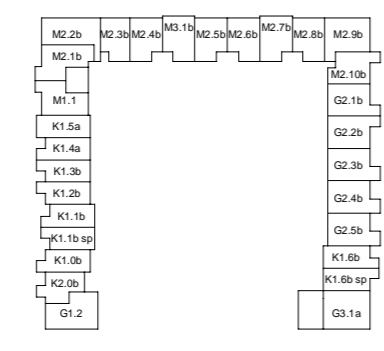 M2.2b M2.3b M2.4b M3.1b M2.5b M2.6b M2.7b M2.8b M2.9b
M2.1b
M1.1
K1.5a
K1.4a
K1.3b
K1.2b
K1.1b
K1.1b sp
K1.0b
K2.0b
G1.2
M2.10b
G2.1b
G2.2b
G2.3b
G2.4b
G2.5b
K1.6b
K1.6b sp
G3.1a